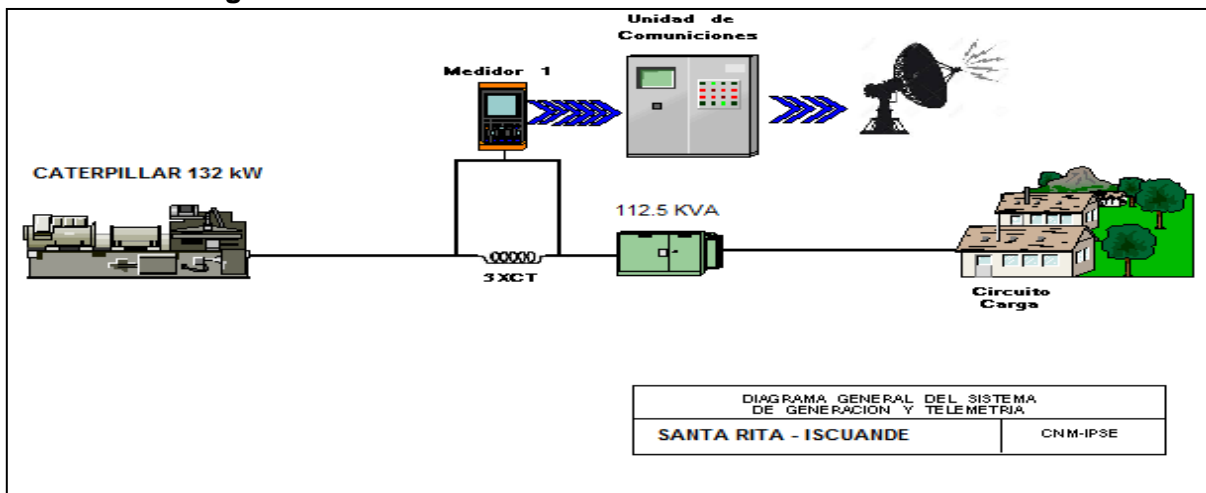 Unidad de
Comuniciones
Medidor 1
CATERPILLAR 132 kW
112.5 KVA
3XCT
Circuito
Carga
DIAGRAMA GENERAL DEL SISTEMA
DE GENERACION Y TELEMETRIA
SANTA RITA - ISCUANDE
CNM-IPSE